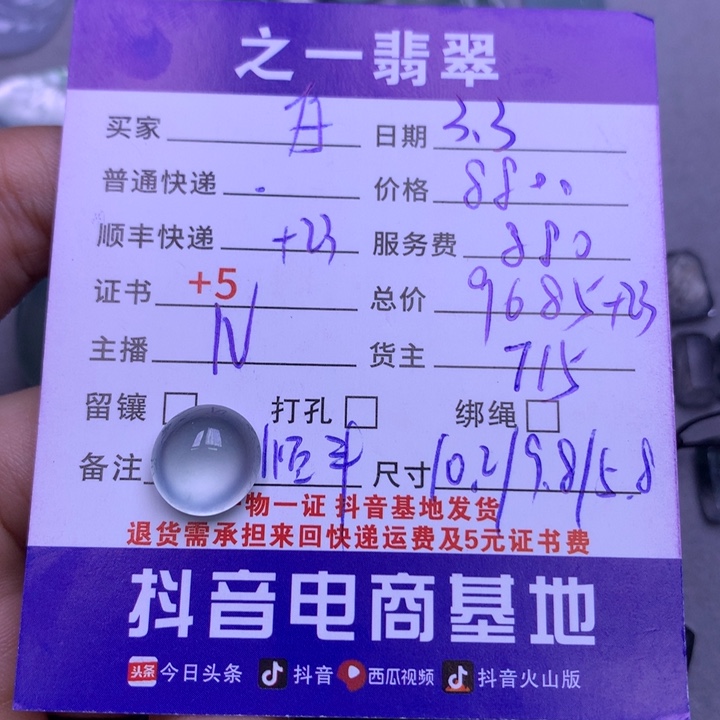 之一翡翠
买家 日期 3.3
普通快递 . 价格 8800
顺丰快递 +23 服务费 880
证书 +5 总价 9685+23
主播 N 货主 715
留镶 打孔 绑绳
备注 顺丰 尺寸 10.2/9.8/5.8
物一证 抖音基地发货
退货需承担来回快递运费及5元证书费
抖音电商基地
头条 今日头条 抖音 西瓜视频 抖音火山版